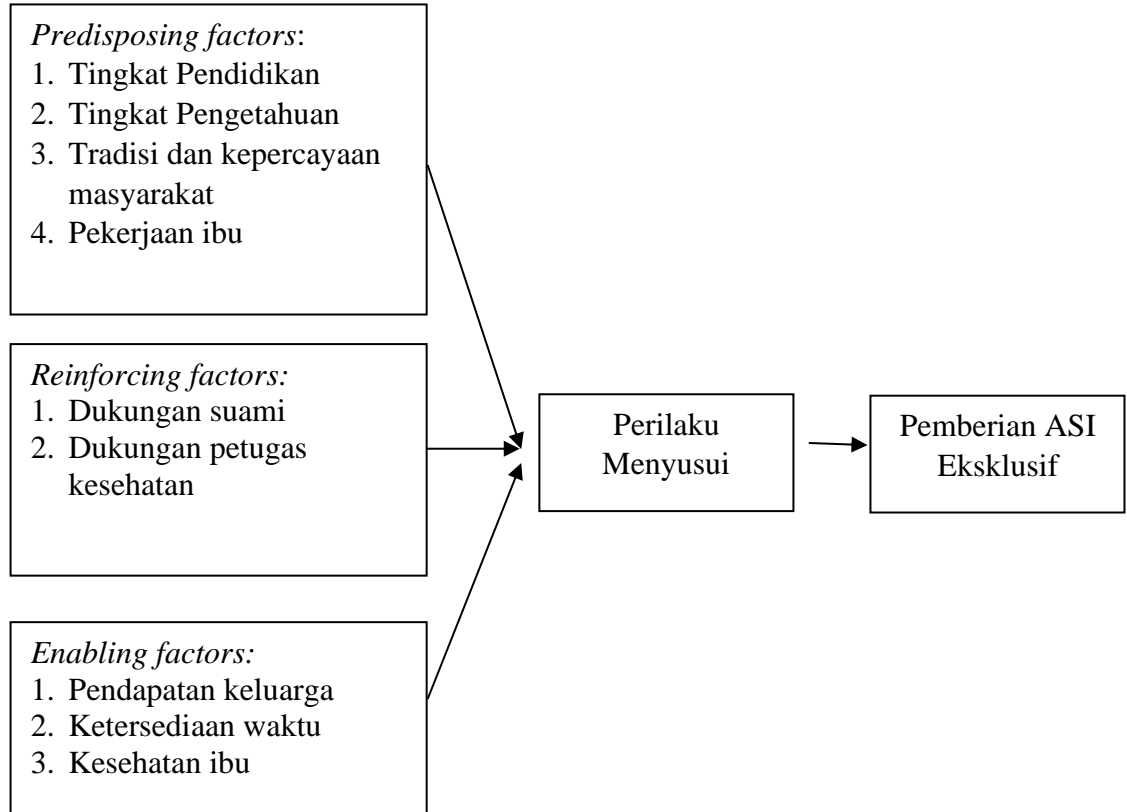 Predisposing factors:
1. Tingkat Pendidikan
2. Tingkat Pengetahuan
3. Tradisi dan kepercayaan
masyarakat
4. Pekerjaan ibu
Reinforcing factors:
1. Dukungan suami
2. Dukungan petugas
kesehatan
Enabling factors:
1. Pendapatan keluarga
2. Ketersediaan waktu
3. Kesehatan ibu
Perilaku
Menyusui
Pemberian ASI
Eksklusif